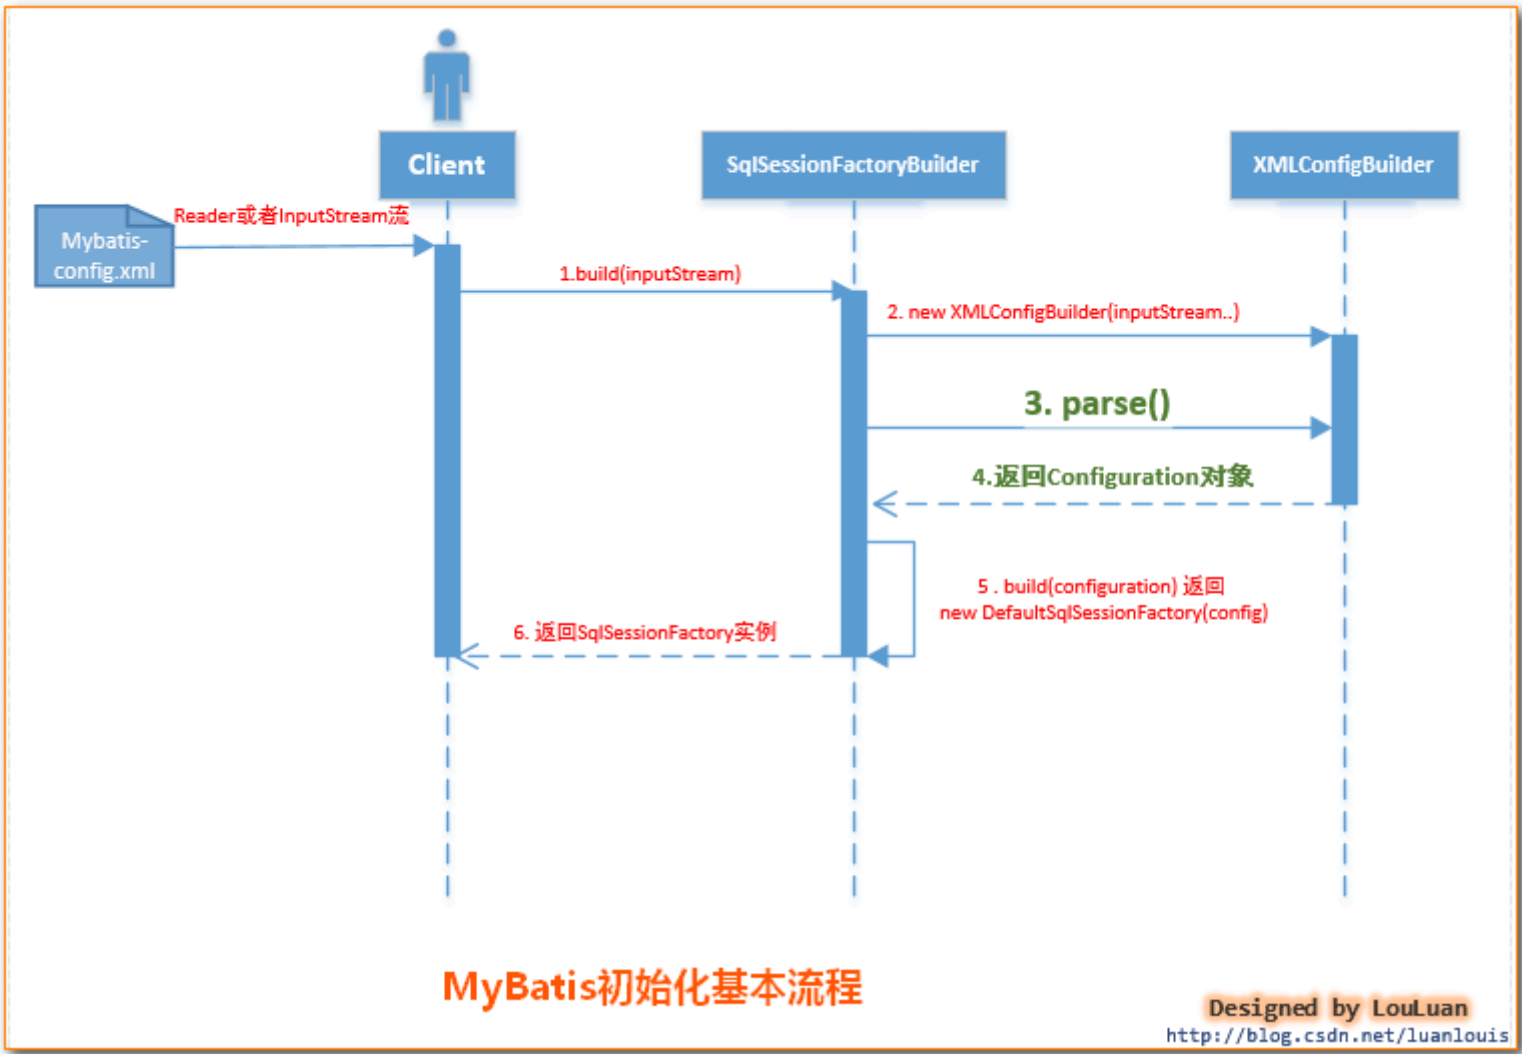 Client
SqlSessionFactoryBuilder
XMLConfigBuilder
Reader或者InputStream流
Mybatis-
config.xml
1.build(inputStream)
2. new XMLConfigBuilder(inputStream..)
3. parse()
4.返回Configuration对象
5 . build(configuration) 返回
new DefaultSqlSessionFactory(config)
6. 返回SqlSessionFactory实例
MyBatis初始化基本流程
Designed by LouLuan
http://blog.csdn.net/luanlouis